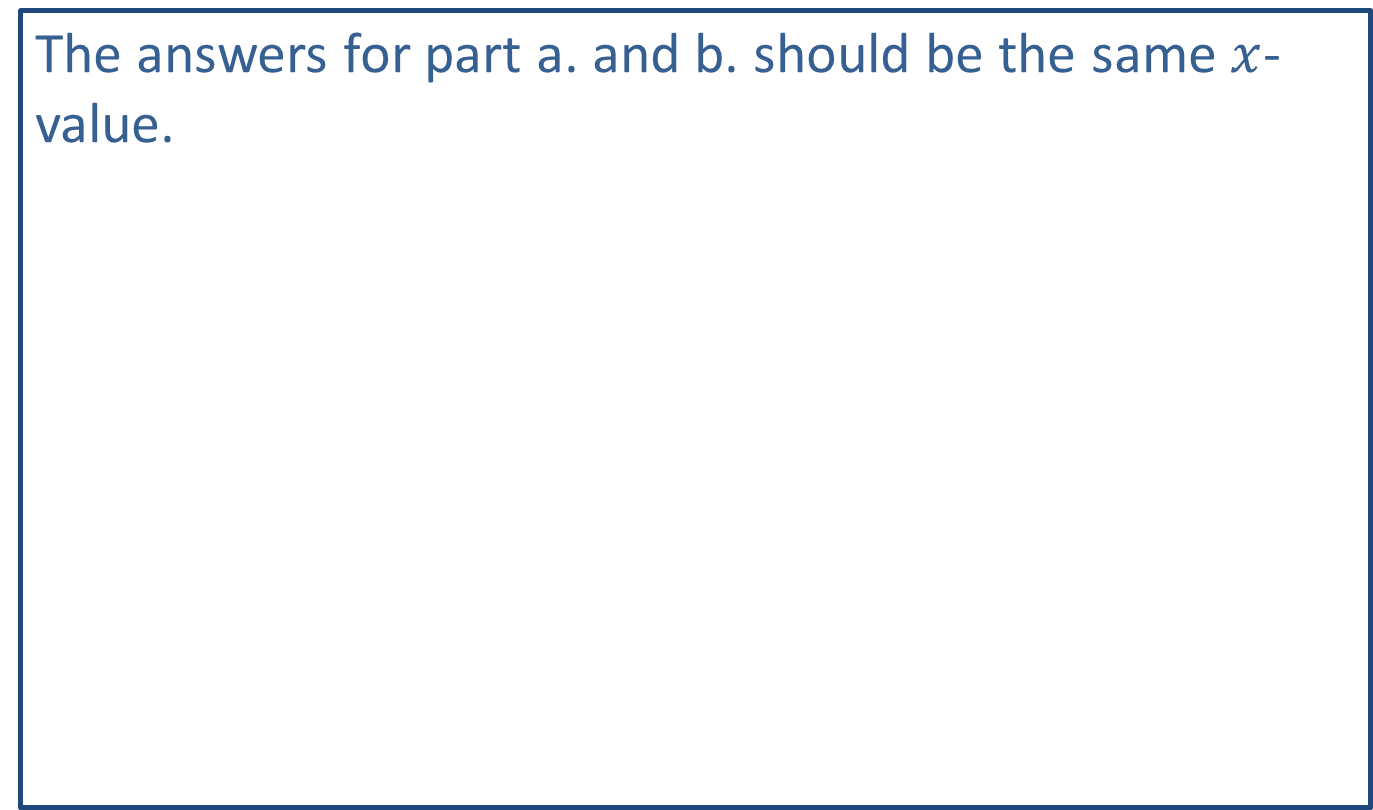 The answers for part a. and b. should be the same 𝑥-
value.